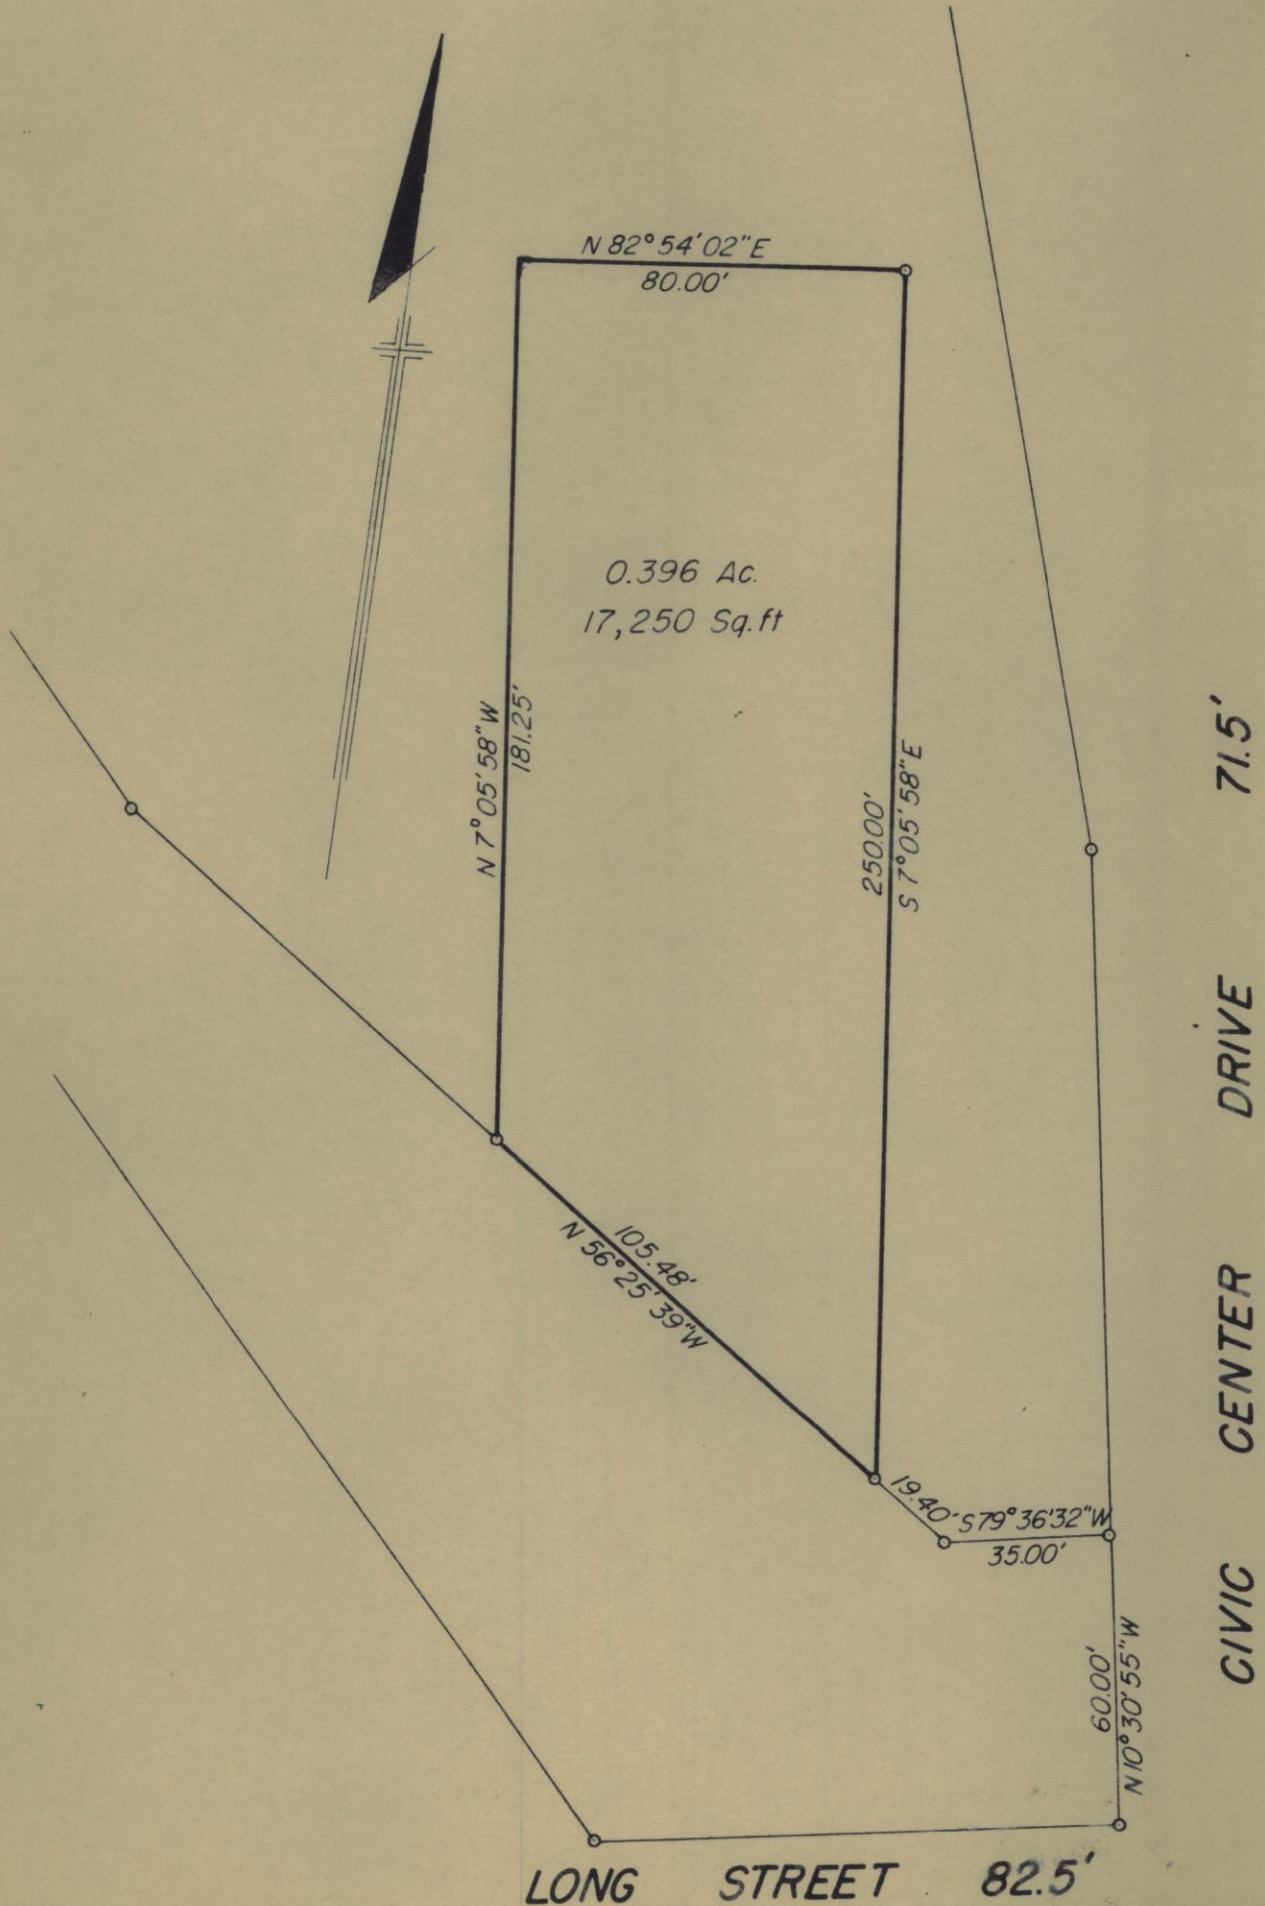 N 82° 54' 02" E
80.00'
0.396 Ac.
17,250 Sq.ft
N 7° 05' 58" W
181.25'
250.00'
S 7° 05' 58" E
71.5'
105.48'
N 56° 25' 39" W
19.40'
S 79° 36' 32" W
35.00'
60.00'
N 10° 30' 55" W
CIVIC CENTER DRIVE
LONG STREET 82.5'